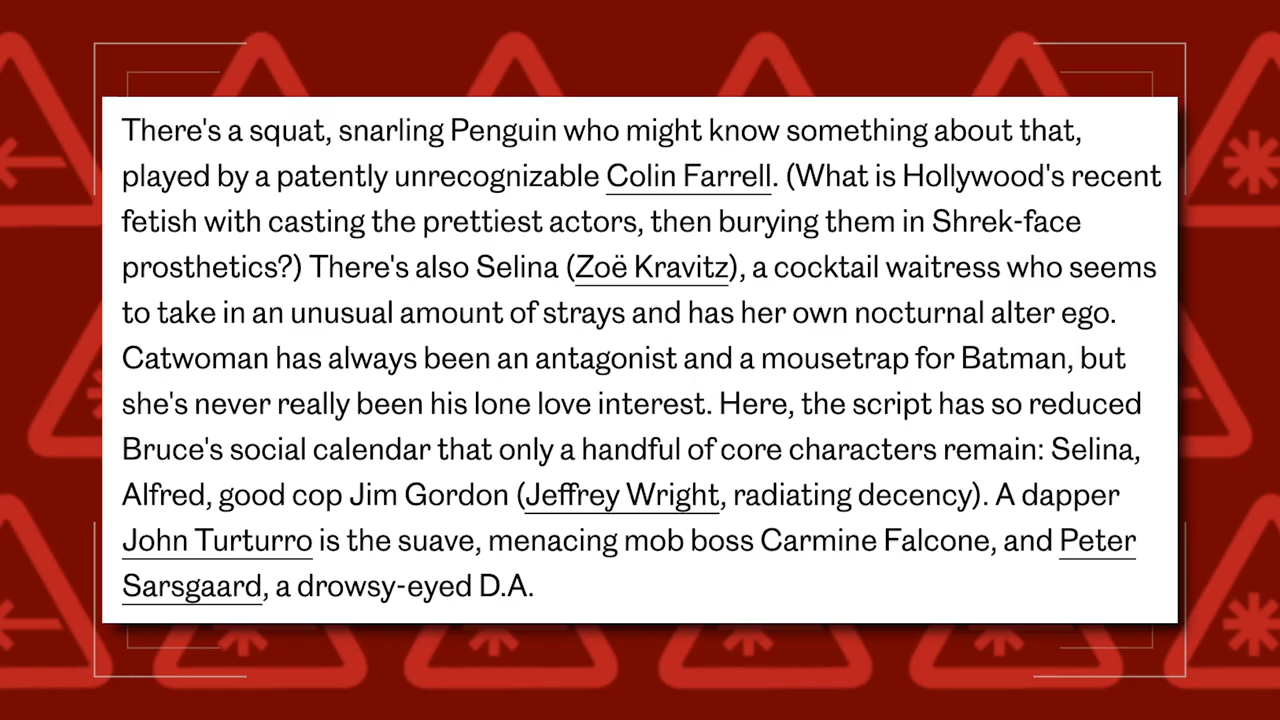 There's a squat, snarling Penguin who might know something about that,
played by a patently unrecognizable Colin Farrell. (What is Hollywood's recent
fetish with casting the prettiest actors, then burying them in Shrek-face
prosthetics?) There's also Selina (Zoë Kravitz), a cocktail waitress who seems
to take in an unusual amount of strays and has her own nocturnal alter ego.
Catwoman has always been an antagonist and a mousetrap for Batman, but
she's never really been his lone love interest. Here, the script has so reduced
Bruce's social calendar that only a handful of core characters remain: Selina,
Alfred, good cop Jim Gordon (Jeffrey Wright, radiating decency). A dapper
John Turturro is the suave, menacing mob boss Carmine Falcone, and Peter
Sarsgaard, a drowsy-eyed D.A.